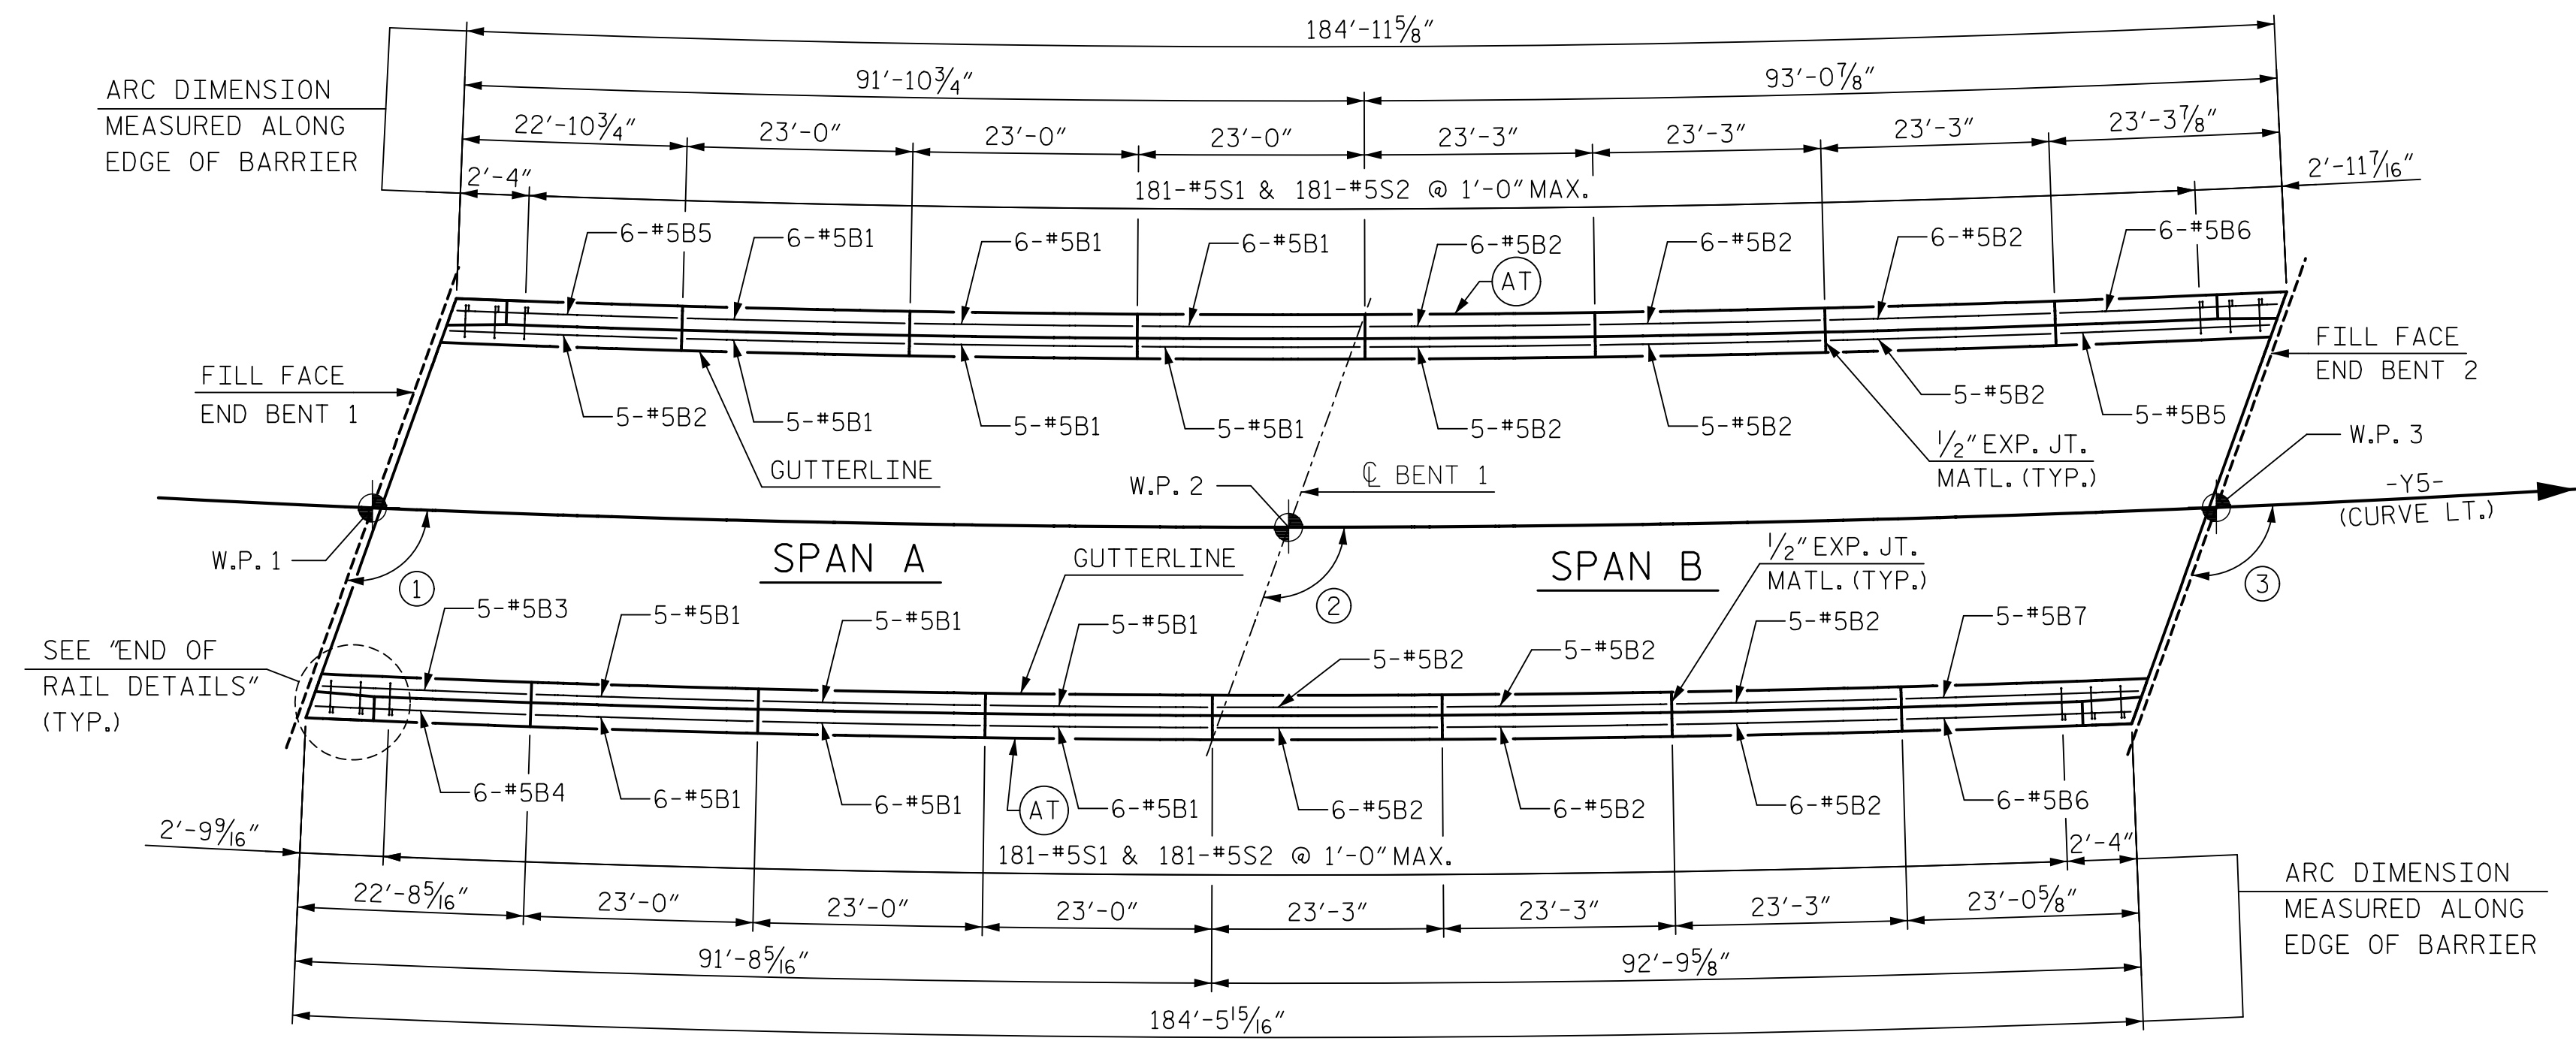 184′-11⅝″
91′-10¾″
93′-0⅞″
ARC DIMENSION
MEASURED ALONG
EDGE OF BARRIER
22′-10¾″
23′-0″
23′-0″
23′-0″
23′-3″
23′-3″
23′-3″
23′-3⅞″
2′-4″
181-#5S1 & 181-#5S2 @ 1′-0″ MAX.
2′-11 7/16″
6-#5B5
6-#5B1
6-#5B1
6-#5B1
6-#5B2
6-#5B2
6-#5B2
6-#5B6
AT
FILL FACE
END BENT 1
FILL FACE
END BENT 2
5-#5B2
5-#5B1
5-#5B1
5-#5B1
5-#5B2
5-#5B2
5-#5B2
5-#5B5
GUTTERLINE
½″ EXP. JT.
MATL. (TYP.)
W.P. 3
W.P. 2
℄ BENT 1
-Y5-
(CURVE LT.)
W.P. 1
SPAN A
GUTTERLINE
SPAN B
½″ EXP. JT.
MATL. (TYP.)
1
2
3
SEE "END OF
RAIL DETAILS"
(TYP.)
5-#5B3
5-#5B1
5-#5B1
5-#5B1
5-#5B2
5-#5B2
5-#5B2
5-#5B7
6-#5B4
6-#5B1
6-#5B1
AT
6-#5B1
6-#5B2
6-#5B2
6-#5B2
6-#5B6
2′-9 9/16″
181-#5S1 & 181-#5S2 @ 1′-0″ MAX.
2′-4″
22′-8 5/16″
23′-0″
23′-0″
23′-0″
23′-3″
23′-3″
23′-3″
23′-0⅝″
ARC DIMENSION
MEASURED ALONG
EDGE OF BARRIER
91′-8 5/16″
92′-9⅝″
184′-5 15/16″